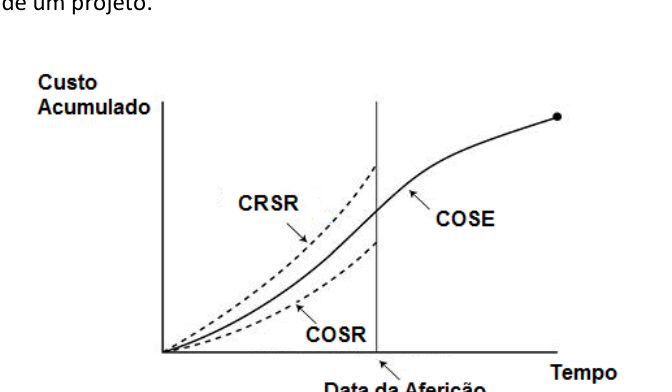 de um projeto.
Custo
Acumulado
CRSR
COSE
COSR
Tempo
Data da Aferição